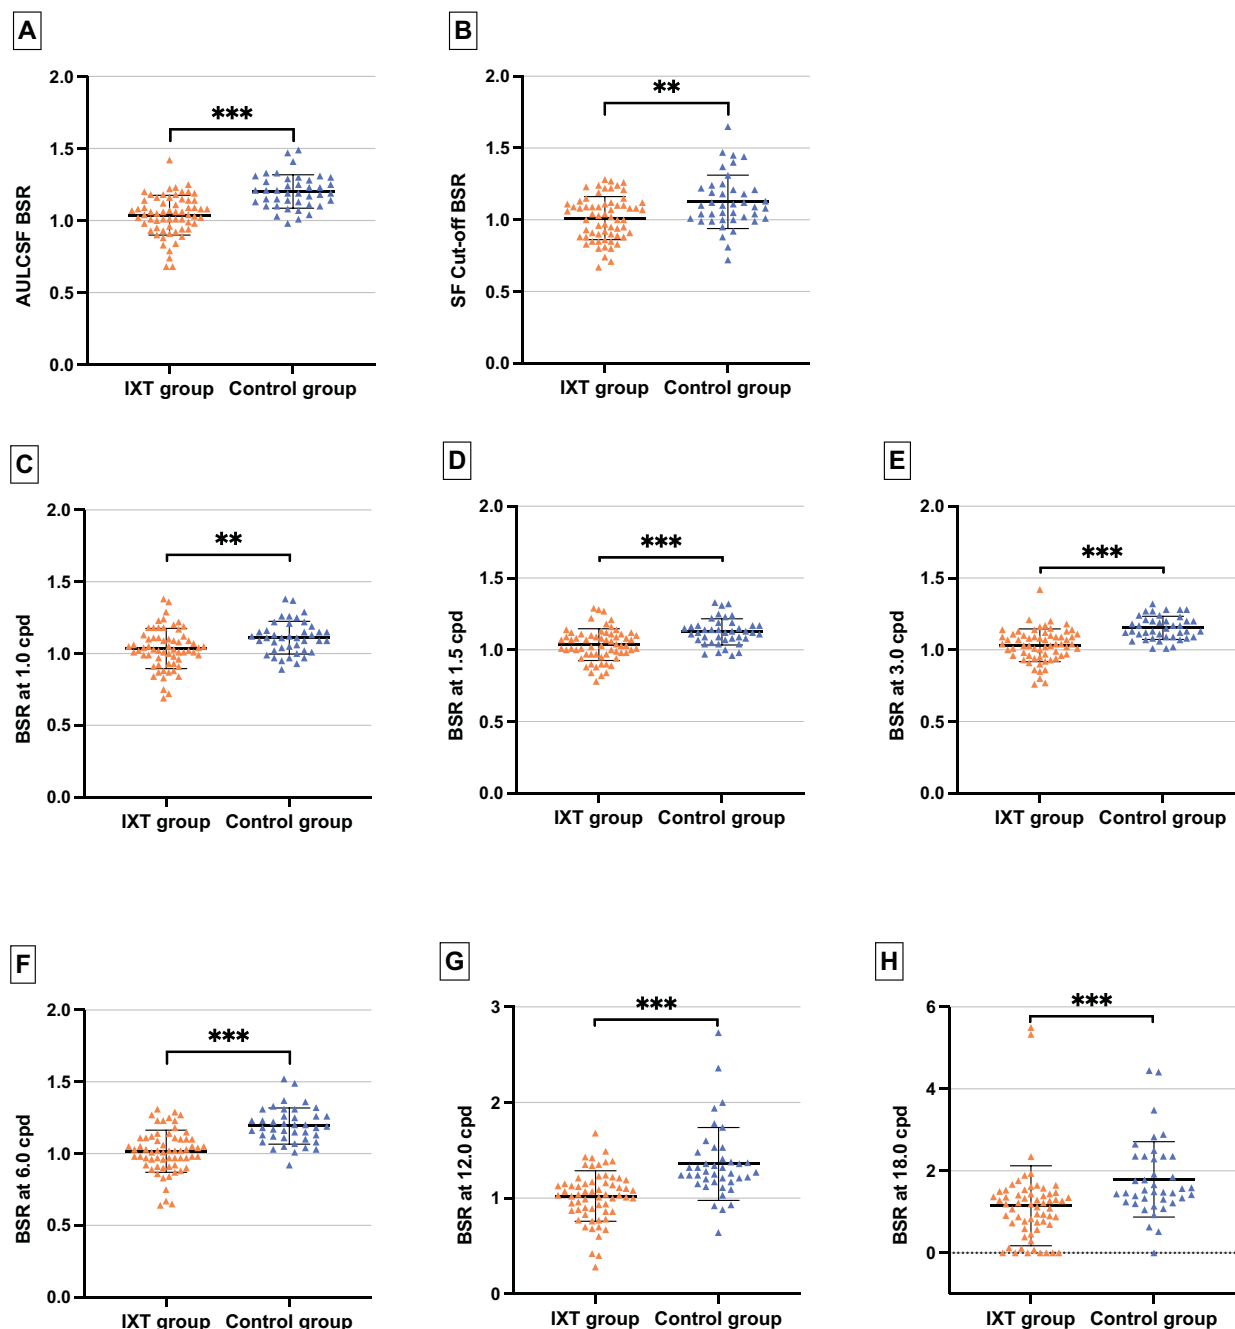 A
AULCSF BSR
2.0
1.5
1.0
0.5
0.0
***
IXT group Control group
B
SF Cut-off BSR
2.0
1.5
1.0
0.5
0.0
**
IXT group Control group
C
BSR at 1.0 cpd
2.0
1.5
1.0
0.5
0.0
**
IXT group Control group
D
BSR at 1.5 cpd
2.0
1.5
1.0
0.5
0.0
***
IXT group Control group
E
BSR at 3.0 cpd
2.0
1.5
1.0
0.5
0.0
***
IXT group Control group
F
BSR at 6.0 cpd
2.0
1.5
1.0
0.5
0.0
***
IXT group Control group
G
BSR at 12.0 cpd
3
2
1
0
***
IXT group Control group
H
BSR at 18.0 cpd
6
4
2
0
***
IXT group Control group